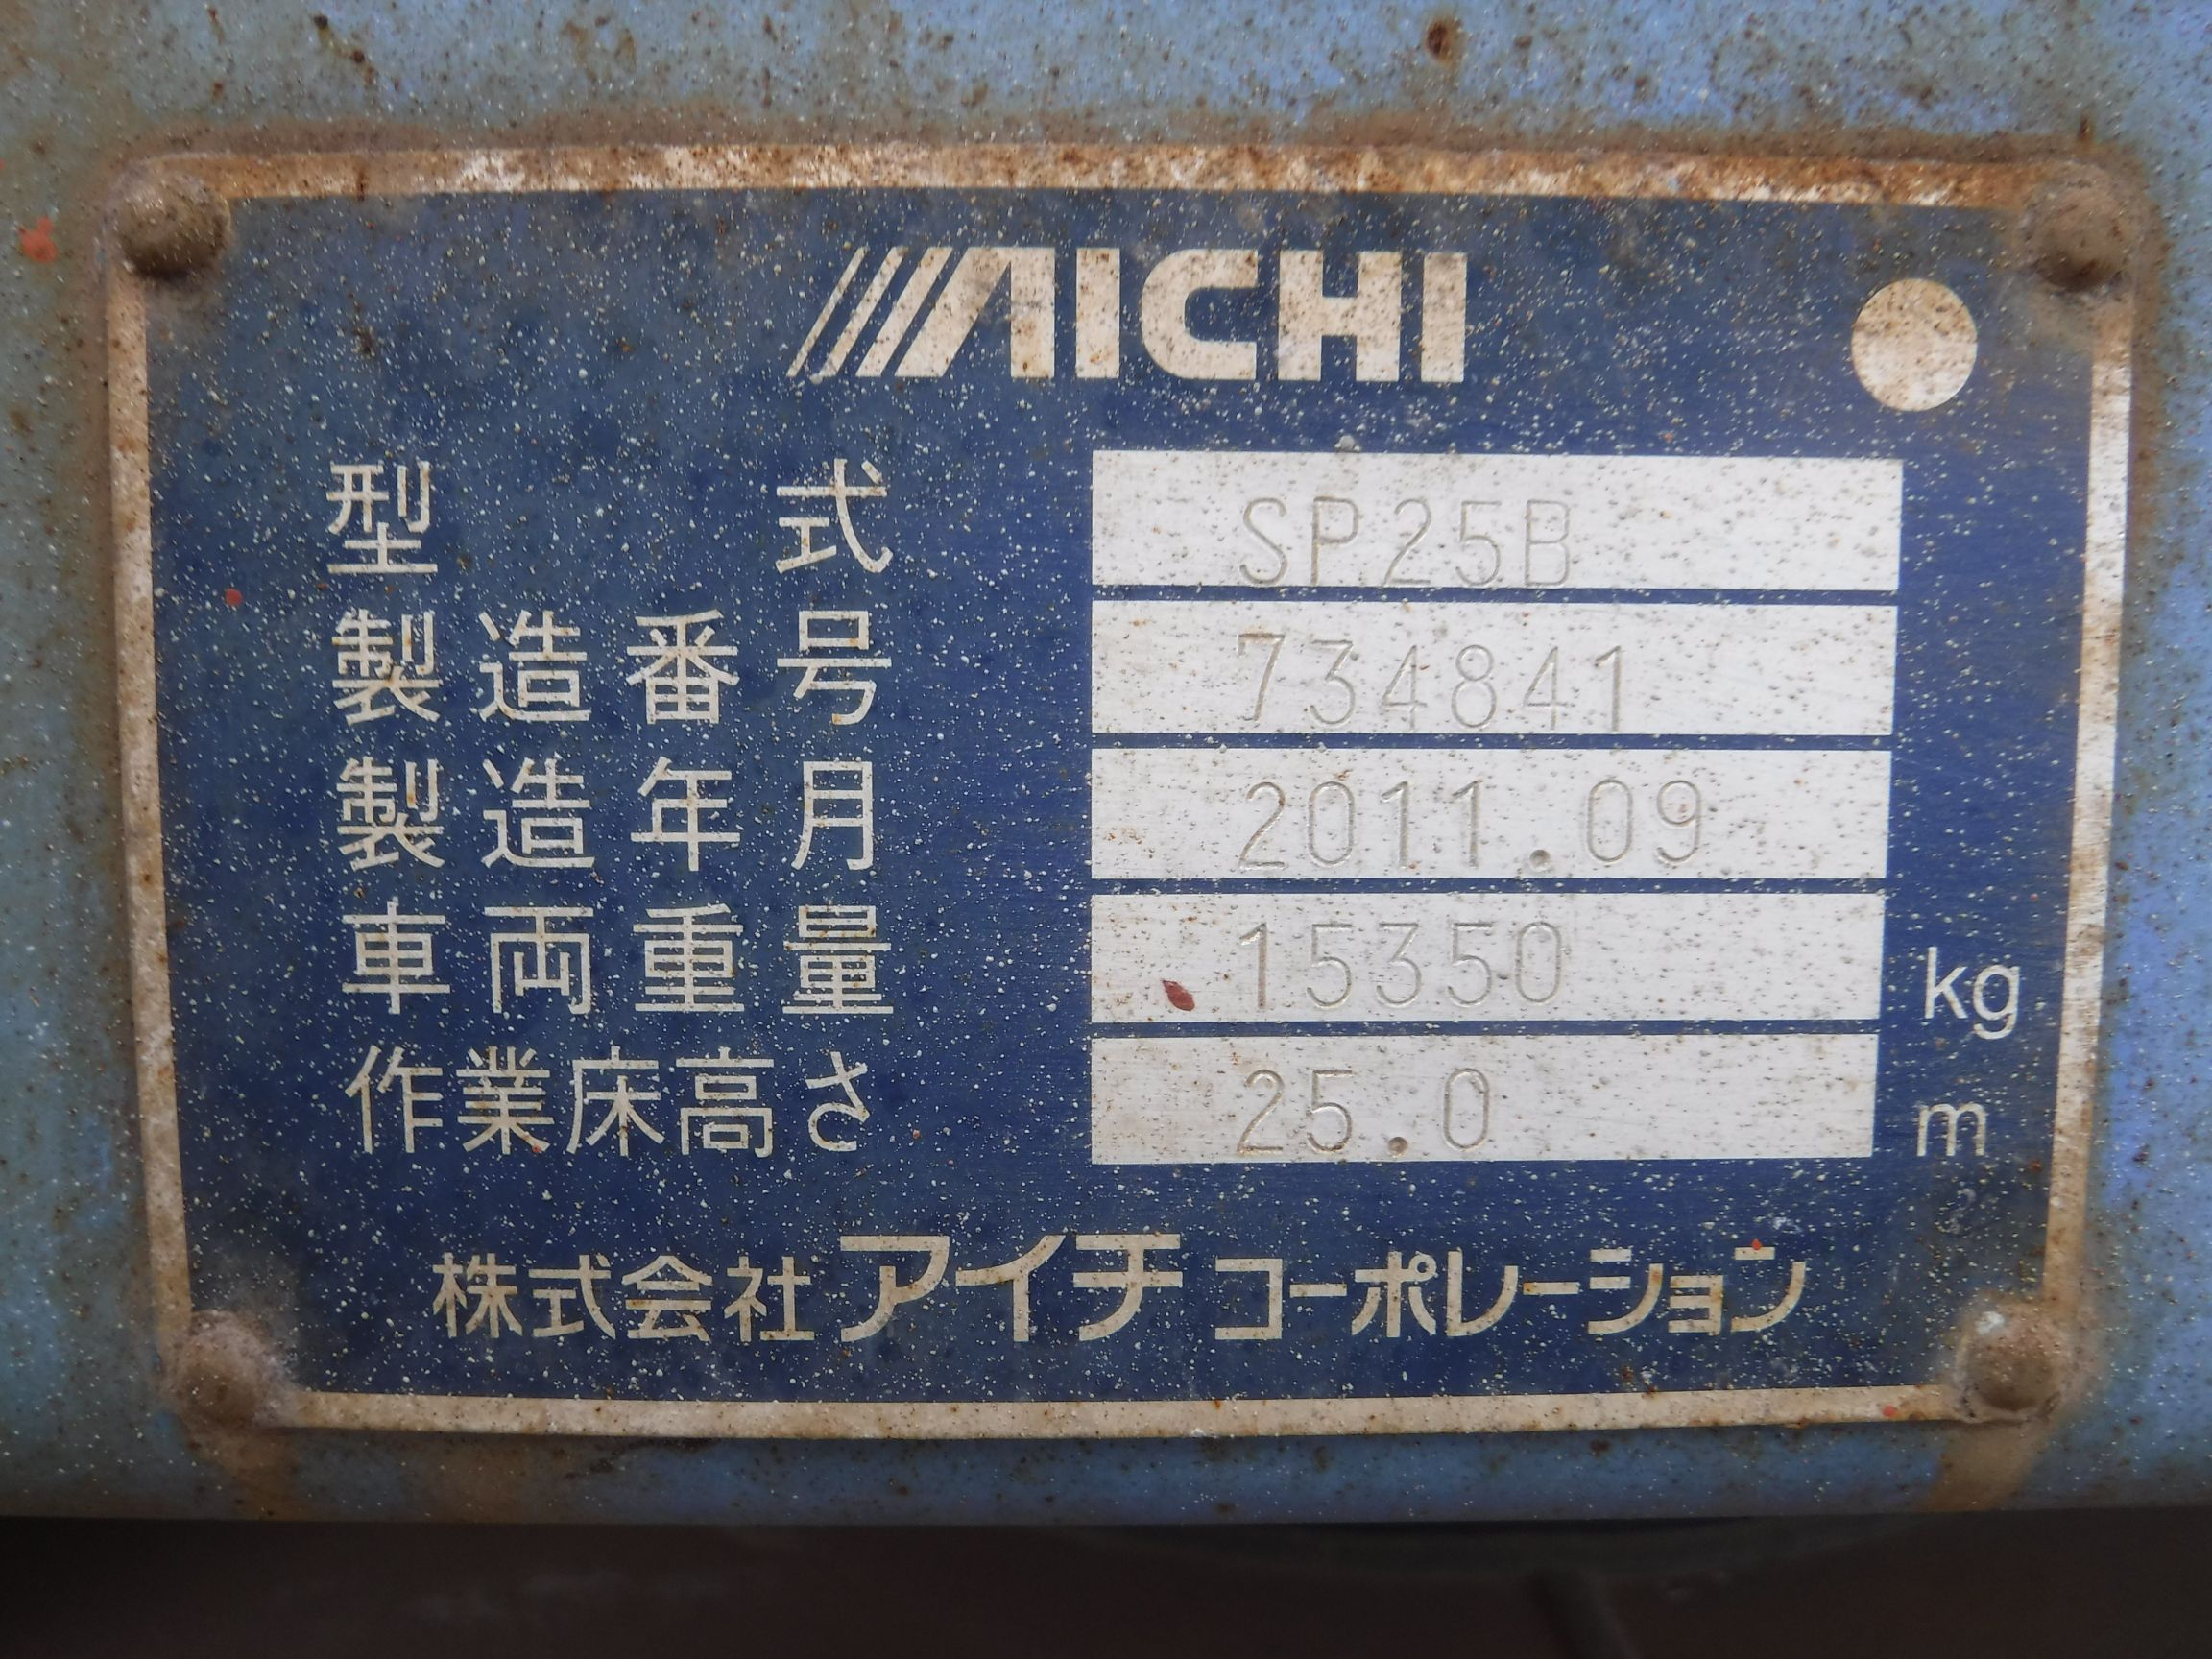 AICHI
型式 SP25B
製造番号 734841
製造年月 2011.09
車両重量 15350 kg
作業床高さ 25.0 m
株式会社アイチコーポレーション